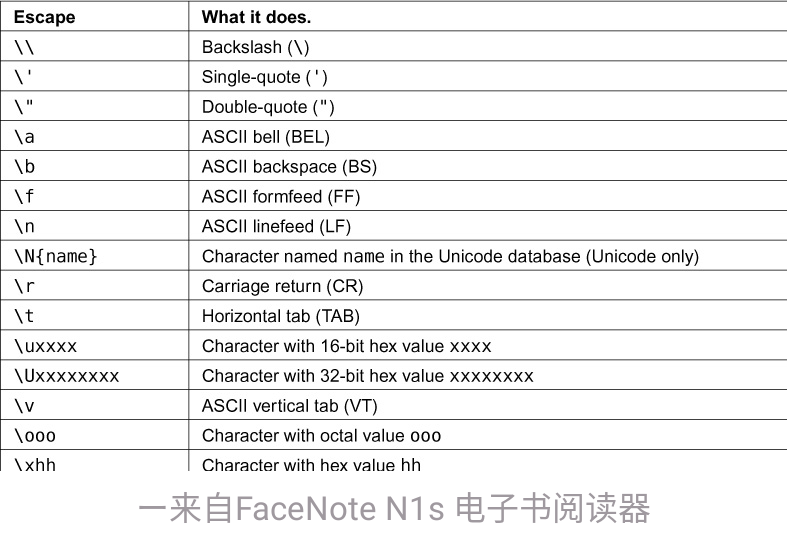 Escape What it does.
\\ Backslash (\)
\' Single-quote (')
\" Double-quote (")
\a ASCII bell (BEL)
\b ASCII backspace (BS)
\f ASCII formfeed (FF)
\n ASCII linefeed (LF)
\N{name} Character named name in the Unicode database (Unicode only)
\r Carriage return (CR)
\t Horizontal tab (TAB)
\uxxxx Character with 16-bit hex value xxxx
\Uxxxxxxxx Character with 32-bit hex value xxxxxxxx
\v ASCII vertical tab (VT)
\ooo Character with octal value ooo
\xhh Character with hex value hh
一来自FaceNote N1s 电子书阅读器